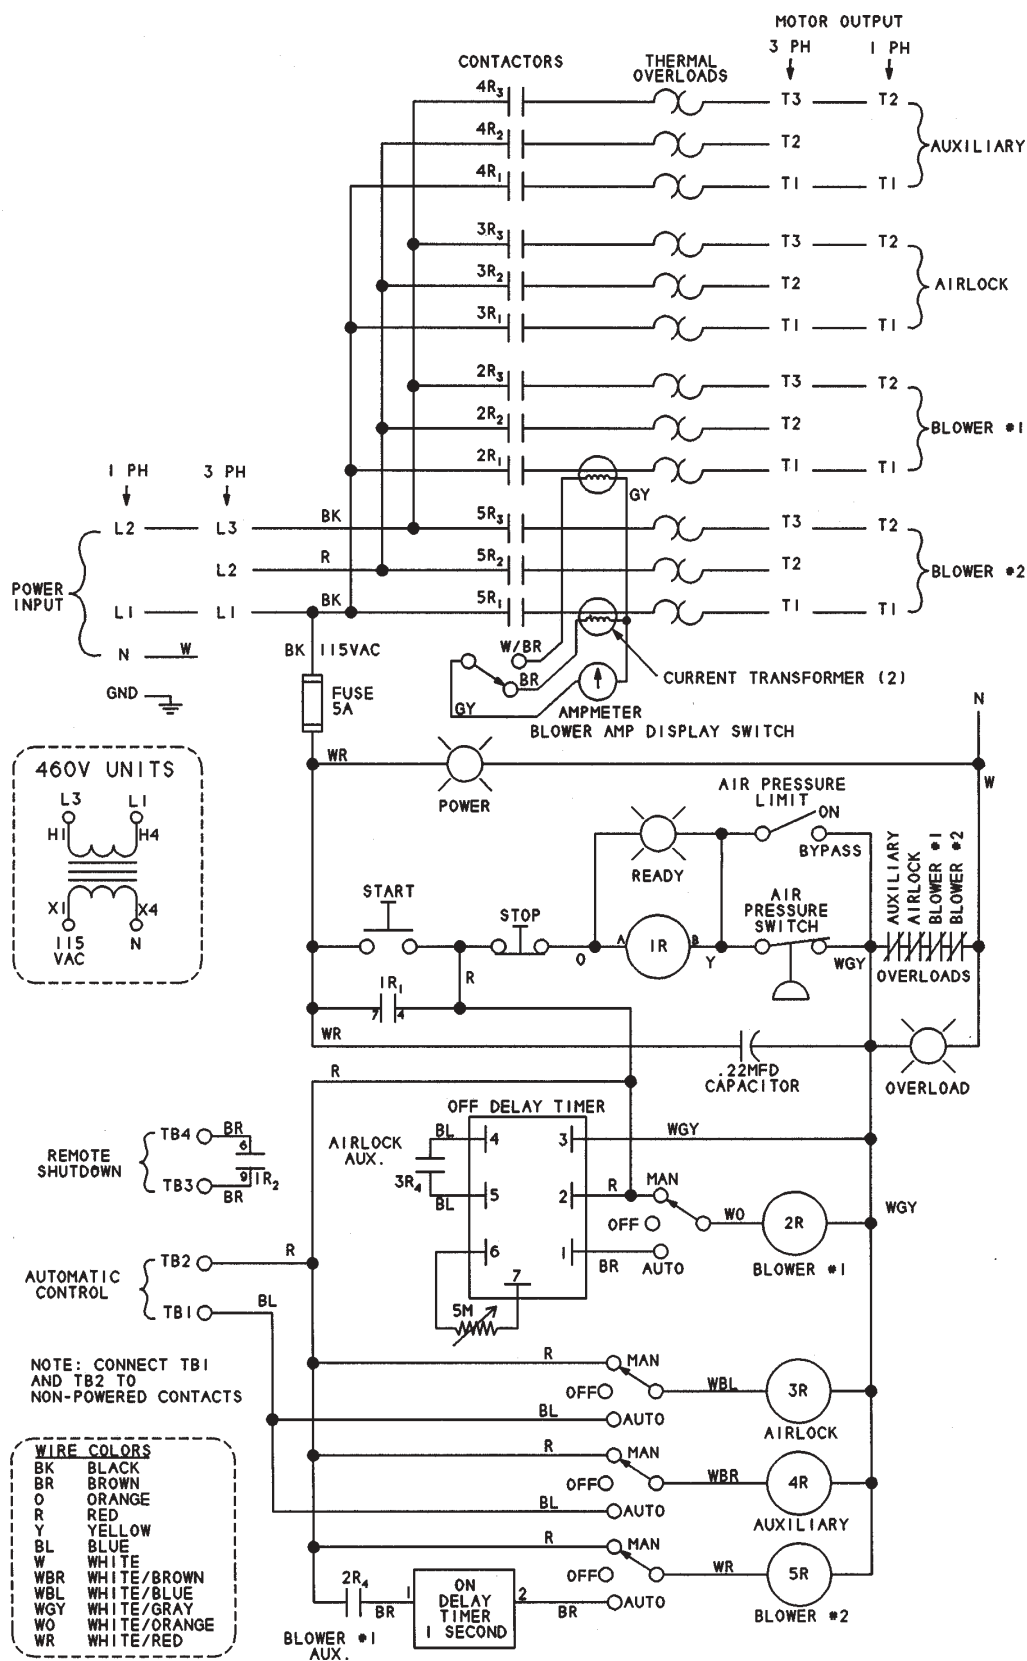 MOTOR OUTPUT
3 PH 1 PH
CONTACTORS
THERMAL
OVERLOADS
4R3 T3 T2
4R2 T2
AUXILIARY
4R1 T1 T1
3R3 T3 T2
3R2 T2
AIRLOCK
3R1 T1 T1
2R3 T3 T2
2R2 T2
BLOWER #1
2R1 T1 T1
GY
1 PH 3 PH
L2 L3 BK 5R3 T3 T2
L2 R 5R2 T2
BLOWER #2
POWER
INPUT
L1 L1 BK 5R1 T1 T1
N W
BK 115VAC
GND
FUSE
5A
W/BR
BR
GY
CURRENT TRANSFORMER (2)
AMPMETER
BLOWER AMP DISPLAY SWITCH
N
WR
W
POWER
460V UNITS
L3 L1
H1 H4
X1 X4
115
VAC
N
AIR PRESSURE
LIMIT
ON
BYPASS
READY
START
STOP
AIR
PRESSURE
SWITCH
AUXILIARY
AIRLOCK
BLOWER #1
BLOWER #2
O A 1R B Y WGY
OVERLOADS
R
1R1
7 4
WR
.22MFD
CAPACITOR
OVERLOAD
R
OFF DELAY TIMER
REMOTE
SHUTDOWN
TB4 BR
6
9 1R2
TB3 BR
AIRLOCK
AUX.
BL 4 3 WGY
3R4
BL 5 2 R MAN
OFF WO 2R WGY
6 1 BR AUTO
BLOWER #1
7
5M
AUTOMATIC
CONTROL
TB2 R
TB1 BL
NOTE: CONNECT TB1
AND TB2 TO
NON-POWERED CONTACTS
R MAN
OFF WBL 3R
BL AUTO
AIRLOCK
R MAN
OFF WBR 4R
BL AUTO
AUXILIARY
R MAN
OFF WR 5R
BLOWER #2
2R4
BR
1 ON
DELAY
TIMER
1 SECOND
2 BR AUTO
BLOWER #1
AUX.
WIRE COLORS
BK BLACK
BR BROWN
O ORANGE
R RED
Y YELLOW
BL BLUE
W WHITE
WBR WHITE/BROWN
WBL WHITE/BLUE
WGY WHITE/GRAY
WO WHITE/ORANGE
WR WHITE/RED